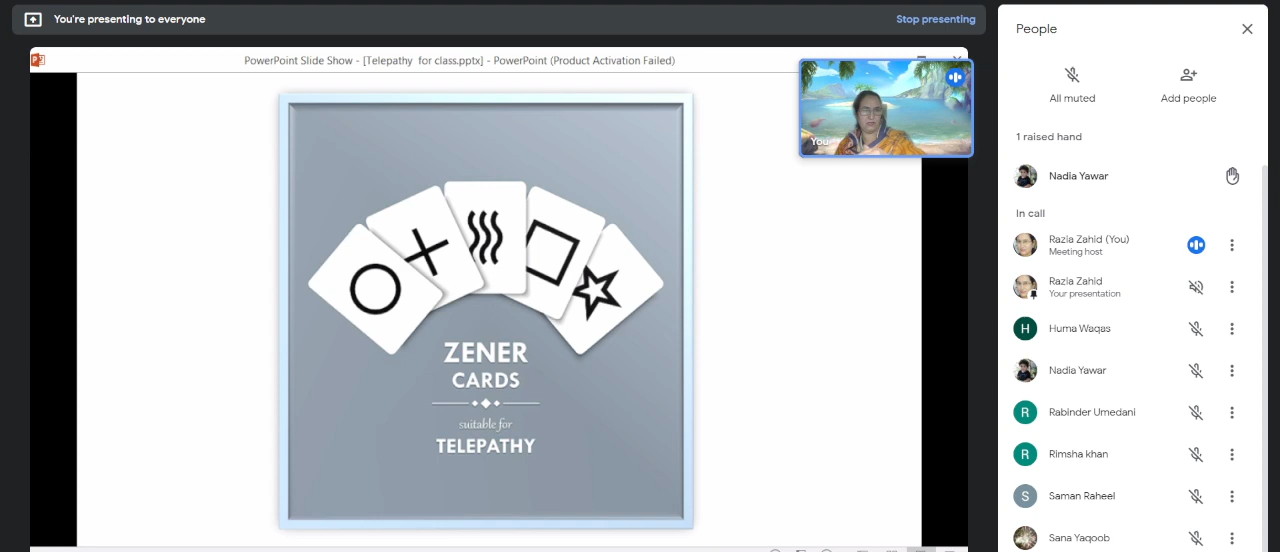 You're presenting to everyone
Stop presenting
PowerPoint Slide Show - [Telepathy for class.pptx] - PowerPoint (Product Activation Failed)
You
ZENER
CARDS
suitable for
TELEPATHY
People
All muted
Add people
1 raised hand
Nadia Yawar
In call
Razia Zahid (You)
Meeting host
Razia Zahid
Your presentation
H Huma Waqas
Nadia Yawar
R Rabinder Umedani
R Rimsha khan
S Saman Raheel
Sana Yaqoob